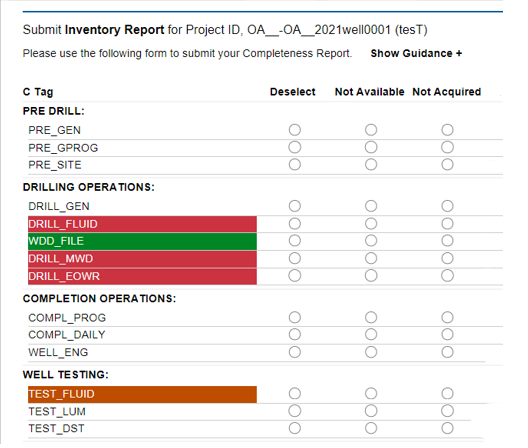 Submit Inventory Report for Project ID, OA__-OA__2021well0001 (tesT)
Please use the following form to submit your Completeness Report. Show Guidance +
C Tag Deselect Not Available Not Acquired
PRE DRILL:
PRE_GEN
PRE_GPROG
PRE_SITE
DRILLING OPERATIONS:
DRILL_GEN
DRILL_FLUID
WDD_FILE
DRILL_MWD
DRILL_EOWR
COMPLETION OPERATIONS:
COMPL_PROG
COMPL_DAILY
WELL_ENG
WELL TESTING:
TEST_FLUID
TEST_LUM
TEST_DST